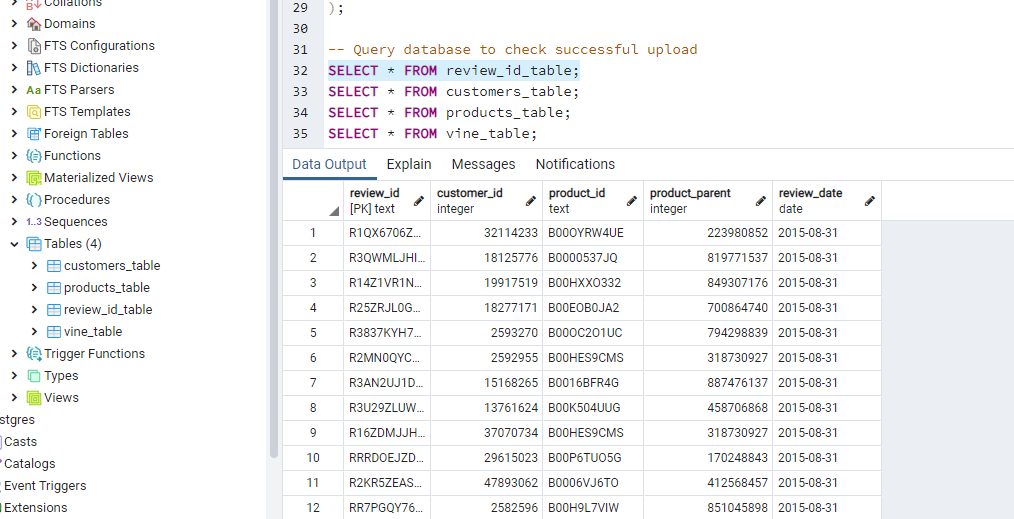 Collations
Domains
FTS Configurations
FTS Dictionaries
Aa FTS Parsers
FTS Templates
Foreign Tables
Functions
Materialized Views
Procedures
1..3 Sequences
Tables (4)
customers_table
products_table
review_id_table
vine_table
Trigger Functions
Types
Views
stgres
Casts
Catalogs
Event Triggers
Extensions
29 );
30
31 -- Query database to check successful upload
32 SELECT * FROM review_id_table;
33 SELECT * FROM customers_table;
34 SELECT * FROM products_table;
35 SELECT * FROM vine_table;
Data Output Explain Messages Notifications
review_id customer_id product_id product_parent review_date
[PK] text integer text integer date
1 R1QX6706Z... 32114233 B00OYRW4UE 223980852 2015-08-31
2 R3QWMLJHI... 18125776 B0000537JQ 819771537 2015-08-31
3 R14Z1VR1N... 19917519 B00HXXO332 849307176 2015-08-31
4 R25ZRJL0G... 18277171 B00EOB0JA2 700864740 2015-08-31
5 R3837KYH7... 2593270 B00OC2O1UC 794298839 2015-08-31
6 R2MN0QYC... 2592955 B00HES9CMS 318730927 2015-08-31
7 R3AN2UJ1D... 15168265 B0016BFR4G 887476137 2015-08-31
8 R3U29ZLUW... 13761624 B00K504UUG 458706868 2015-08-31
9 R16ZDMJJH... 37070734 B00HES9CMS 318730927 2015-08-31
10 RRRDOEJZD... 29615023 B00P6TUO5G 170248843 2015-08-31
11 R2KR5ZEAS... 47893062 B0006VJ6TO 412568457 2015-08-31
12 RR7PGQY76... 2582596 B00H9L7VIW 851045898 2015-08-31